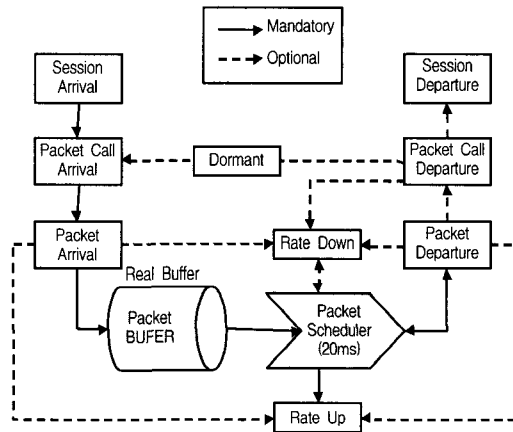 Mandatory
Optional
Session
Arrival
Session
Departure
Packet Call
Arrival
Dormant
Packet Call
Departure
Packet
Arrival
Rate Down
Packet
Departure
Real Buffer
Packet
BUFER
Packet
Scheduler
(20ms)
Rate Up